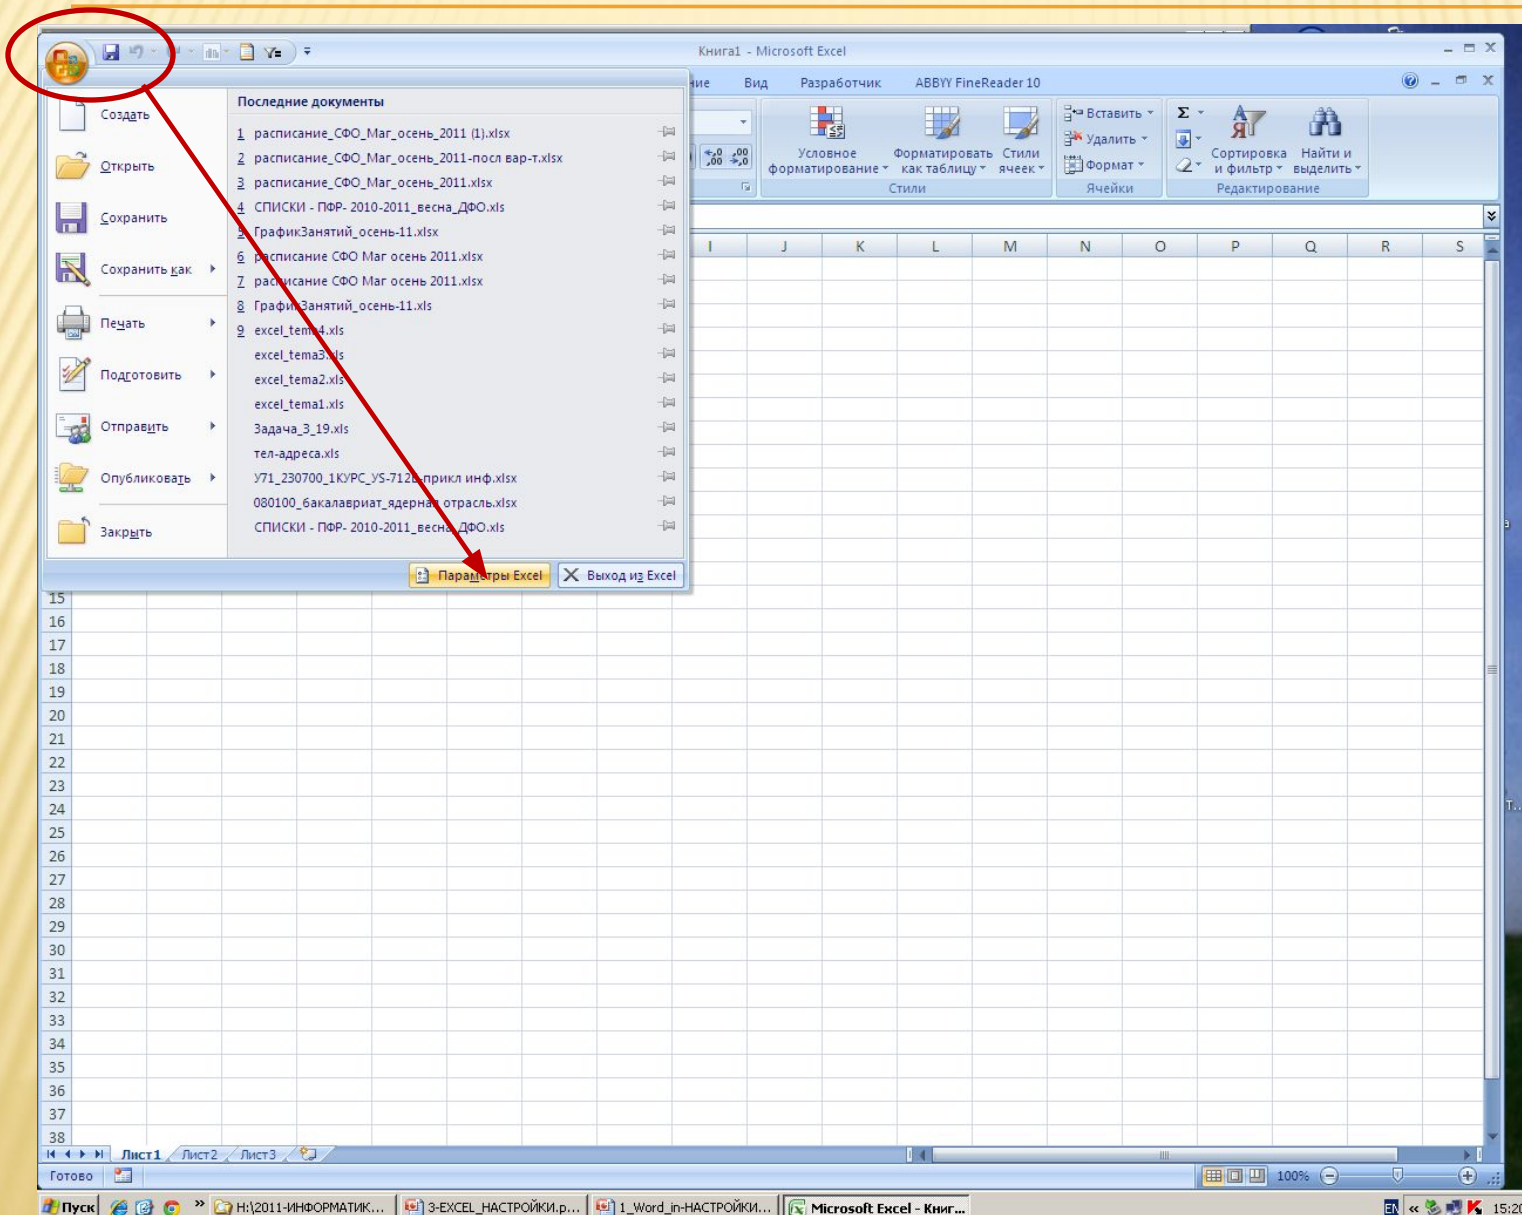 Книга1 - Microsoft Excel
ние Вид Разработчик ABBYY FineReader 10
Условное форматирование
Форматировать как таблицу
Стили ячеек
Стили
Вставить
Удалить
Формат
Ячейки
Σ
Сортировка и фильтр
Найти и выделить
Редактирование
Создать
Открыть
Сохранить
Сохранить как
Печать
Подготовить
Отправить
Опубликовать
Закрыть
Последние документы
1 расписание_СФО_Маг_осень_2011 (1).xlsx
2 расписание_СФО_Маг_осень_2011-посл вар-т.xlsx
3 расписание_СФО_Маг_осень_2011.xlsx
4 СПИСКИ - ПФР- 2010-2011_весна_ДФО.xls
5 ГрафикЗанятий_осень-11.xlsx
6 расписание СФО Маг осень 2011.xlsx
7 расписание СФО Маг осень 2011.xlsx
8 ГрафикЗанятий_осень-11.xls
9 excel_tema4.xls
excel_tema3.xls
excel_tema2.xls
excel_tema1.xls
Задача_3_19.xls
тел-адреса.xls
У71_230700_1КУРС_YS-712 прикл инф.xlsx
080100_бакалавриат_ядерная отрасль.xlsx
СПИСКИ - ПФР- 2010-2011_весна_ДФО.xls
Параметры Excel Выход из Excel
I J K L M N O P Q R S
15
16
17
18
19
20
21
22
23
24
25
26
27
28
29
30
31
32
33
34
35
36
37
38
Лист1 Лист2 Лист3
Готово 100%
Пуск H:\2011-ИНФОРМАТИК... 3-EXCEL_НАСТРОЙКИ.p... 1_Word_in-НАСТРОЙКИ... Microsoft Excel - Книг... EN 15:20